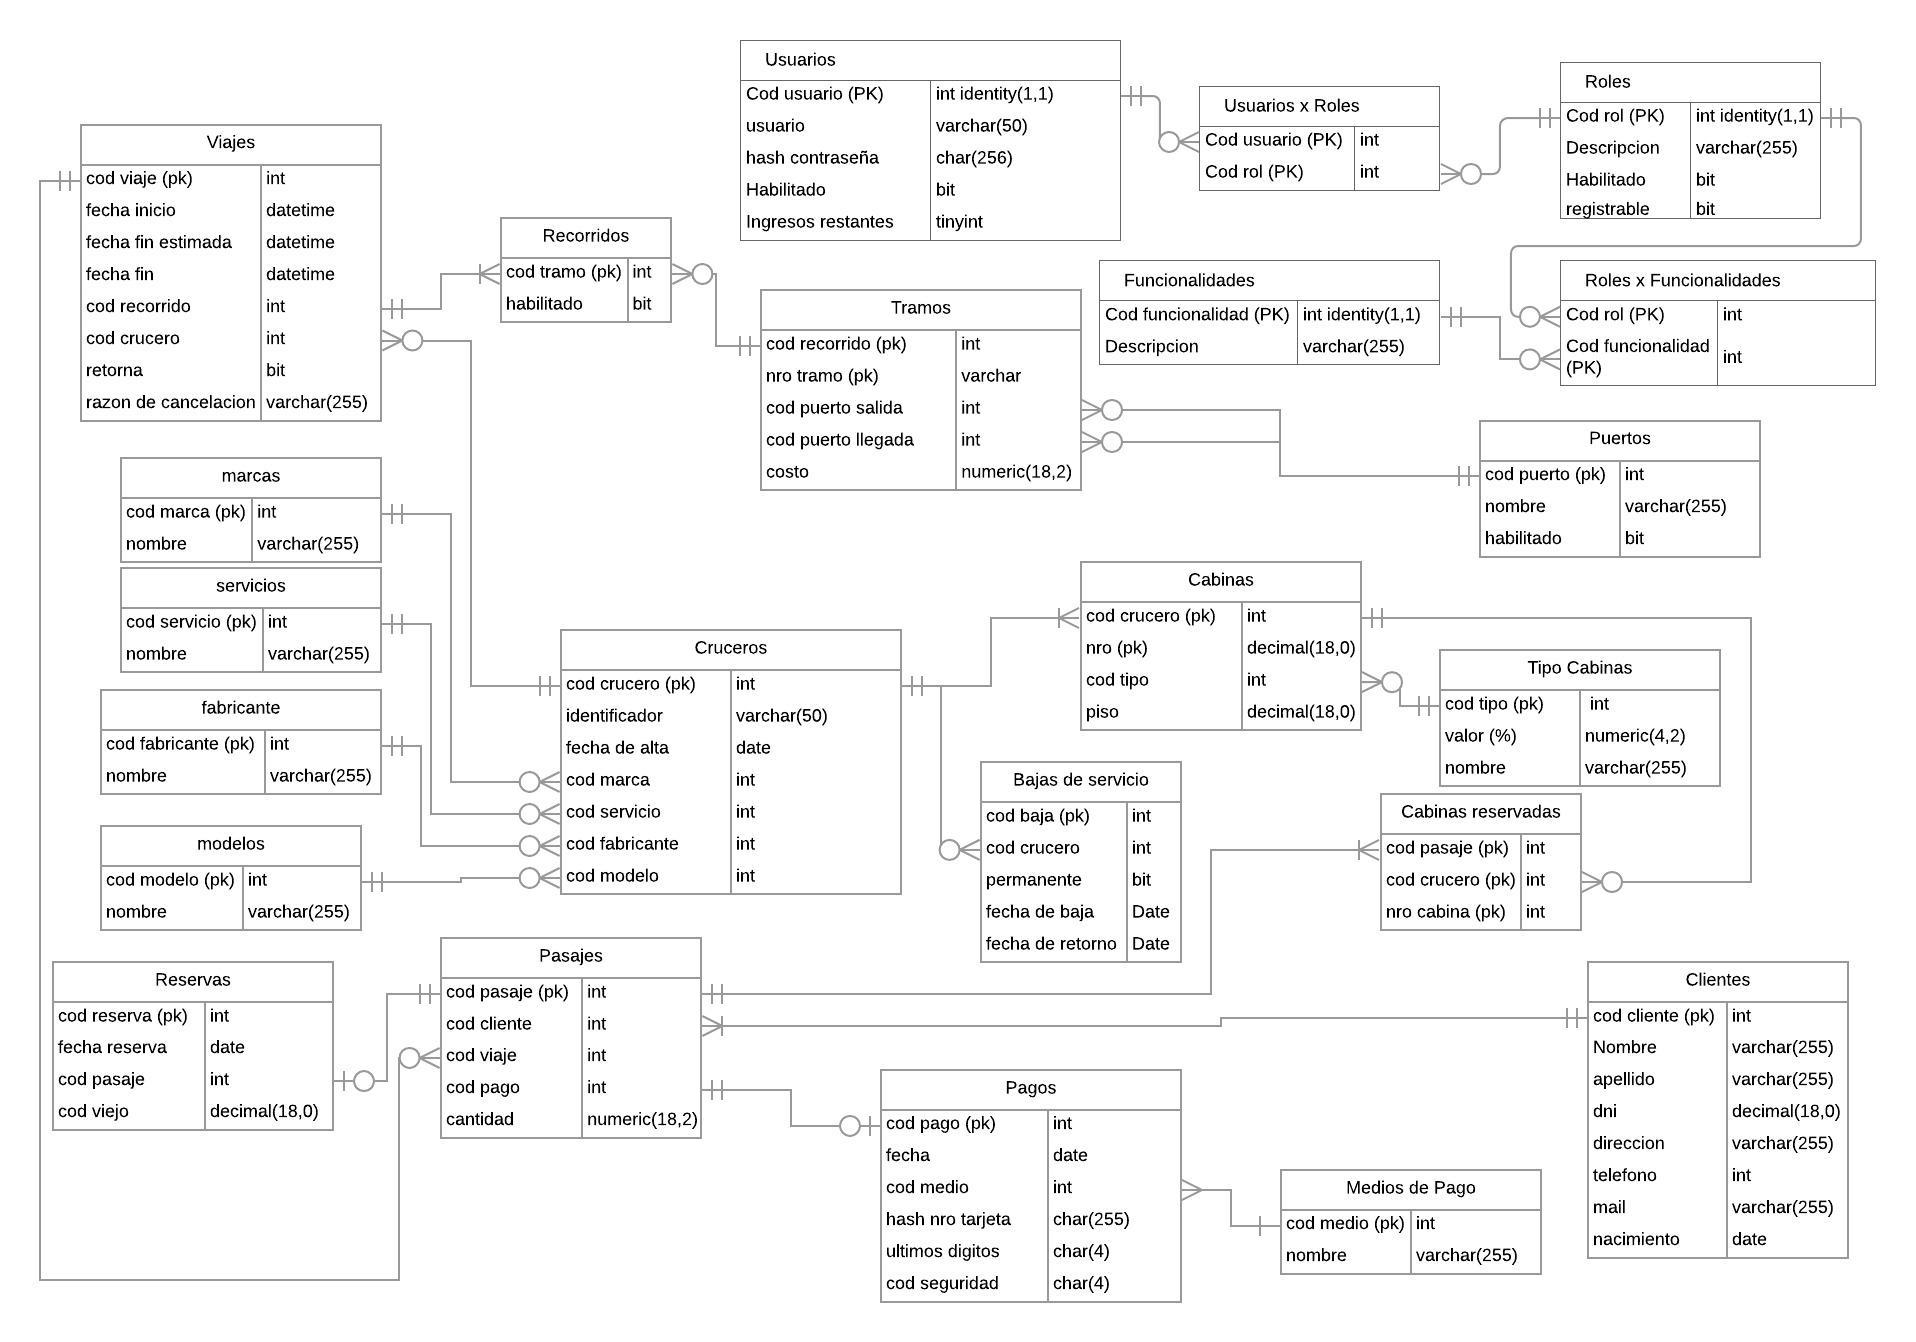 Usuarios
Cod usuario (PK) int identity(1,1)
usuario varchar(50)
hash contraseña char(256)
Habilitado bit
Ingresos restantes tinyint
Usuarios x Roles
Cod usuario (PK) int
Cod rol (PK) int
Roles
Cod rol (PK) int identity(1,1)
Descripcion varchar(255)
Habilitado bit
registrable bit
Viajes
cod viaje (pk) int
fecha inicio datetime
fecha fin estimada datetime
fecha fin datetime
cod recorrido int
cod crucero int
retorna bit
razon de cancelacion varchar(255)
Recorridos
cod tramo (pk) int
habilitado bit
Tramos
cod recorrido (pk) int
nro tramo (pk) varchar
cod puerto salida int
cod puerto llegada int
costo numeric(18,2)
Funcionalidades
Cod funcionalidad (PK) int identity(1,1)
Descripcion varchar(255)
Roles x Funcionalidades
Cod rol (PK) int
Cod funcionalidad
(PK) int
Puertos
cod puerto (pk) int
nombre varchar(255)
habilitado bit
marcas
cod marca (pk) int
nombre varchar(255)
servicios
cod servicio (pk) int
nombre varchar(255)
fabricante
cod fabricante (pk) int
nombre varchar(255)
modelos
cod modelo (pk) int
nombre varchar(255)
Cruceros
cod crucero (pk) int
identificador varchar(50)
fecha de alta date
cod marca int
cod servicio int
cod fabricante int
cod modelo int
Cabinas
cod crucero (pk) int
nro (pk) decimal(18,0)
cod tipo int
piso decimal(18,0)
Tipo Cabinas
cod tipo (pk) int
valor (%) numeric(4,2)
nombre varchar(255)
Bajas de servicio
cod baja (pk) int
cod crucero int
permanente bit
fecha de baja Date
fecha de retorno Date
Cabinas reservadas
cod pasaje (pk) int
cod crucero (pk) int
nro cabina (pk) int
Reservas
cod reserva (pk) int
fecha reserva date
cod pasaje int
cod viejo decimal(18,0)
Pasajes
cod pasaje (pk) int
cod cliente int
cod viaje int
cod pago int
cantidad numeric(18,2)
Pagos
cod pago (pk) int
fecha date
cod medio int
hash nro tarjeta char(255)
ultimos digitos char(4)
cod seguridad char(4)
Medios de Pago
cod medio (pk) int
nombre varchar(255)
Clientes
cod cliente (pk) int
Nombre varchar(255)
apellido varchar(255)
dni decimal(18,0)
direccion varchar(255)
telefono int
mail varchar(255)
nacimiento date